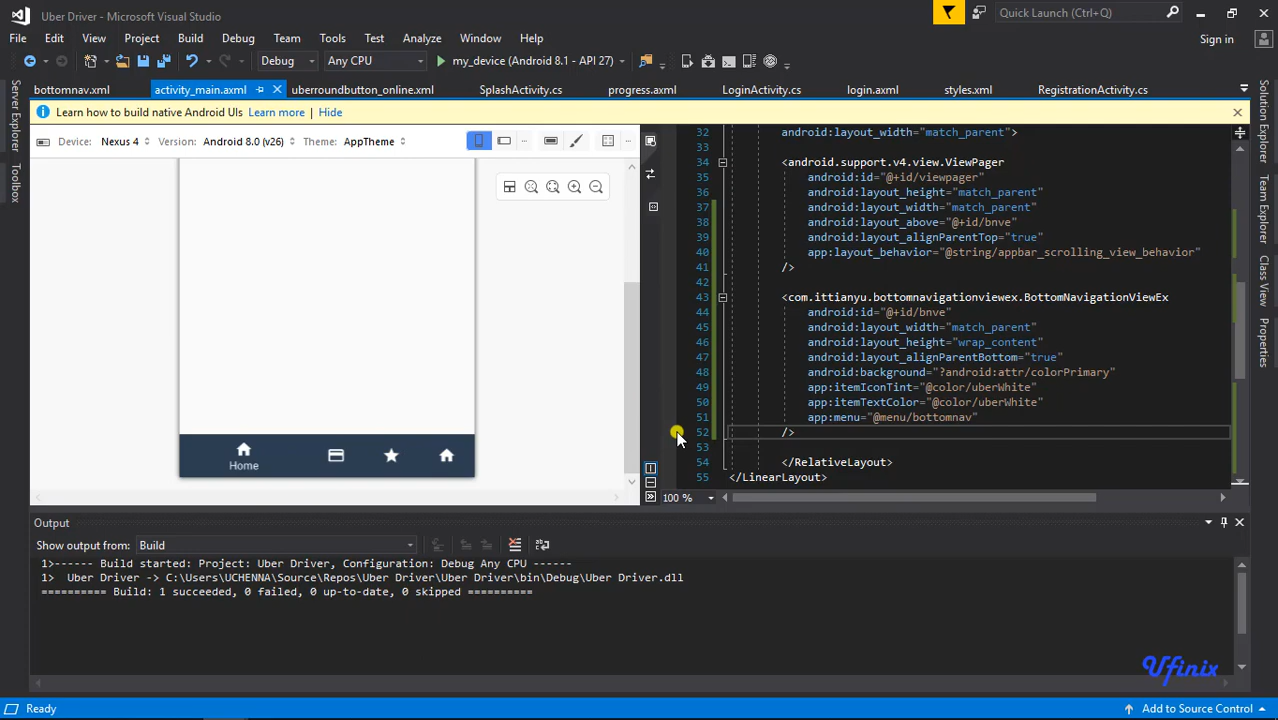 Uber Driver - Microsoft Visual Studio
Quick Launch (Ctrl+Q)
File Edit View Project Build Debug Team Tools Test Analyze Window Help
Sign in
Debug Any CPU my_device (Android 8.1 - API 27)
bottomnav.xml activity_main.axml uberroundbutton_online.xml SplashActivity.cs progress.axml LoginActivity.cs login.axml styles.xml RegistrationActivity.cs
Learn how to build native Android UIs Learn more Hide
Device: Nexus 4 Version: Android 8.0 (v26) Theme: AppTheme
Server Explorer
Toolbox
Solution Explorer
Team Explorer
Class View
Properties
32 android:layout_width="match_parent">
33
34 <android.support.v4.view.ViewPager
35 android:id="@+id/viewpager"
36 android:layout_height="match_parent"
37 android:layout_width="match_parent"
38 android:layout_above="@+id/bnve"
39 android:layout_alignParentTop="true"
40 app:layout_behavior="@string/appbar_scrolling_view_behavior"
41 />
42
43 <com.ittianyu.bottomnavigationviewex.BottomNavigationViewEx
44 android:id="@+id/bnve"
45 android:layout_width="match_parent"
46 android:layout_height="wrap_content"
47 android:layout_alignParentBottom="true"
48 android:background="?android:attr/colorPrimary"
49 app:itemIconTint="@color/uberWhite"
50 app:itemTextColor="@color/uberWhite"
51 app:menu="@menu/bottomnav"
52 />
53
54 </RelativeLayout>
55 </LinearLayout>
Home
100 %
Output
Show output from: Build
1>------ Build started: Project: Uber Driver, Configuration: Debug Any CPU ------
1> Uber Driver -> C:\Users\UCHENNA\Source\Repos\Uber Driver\Uber Driver\bin\Debug\Uber Driver.dll
========== Build: 1 succeeded, 0 failed, 0 up-to-date, 0 skipped ==========
Ufinix
Ready
Add to Source Control